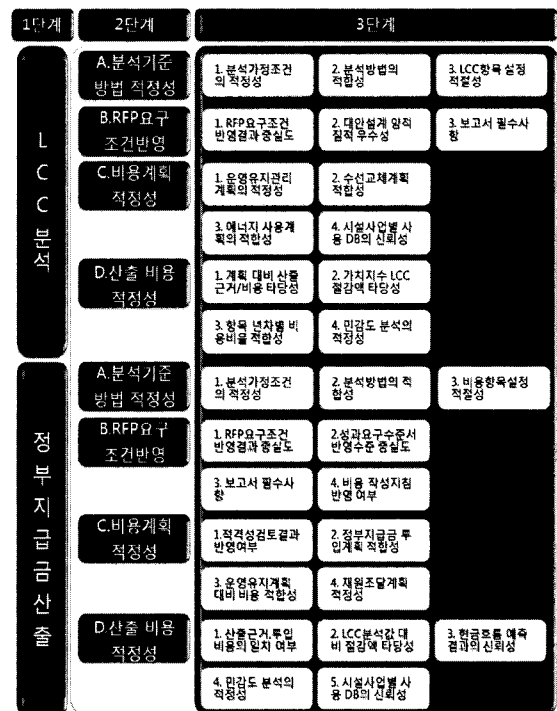 1단계 2단계 3단계
LCC 분석
A.분석기준
방법 적정성
1. 분석가정조건
의 적정성
2. 분석방법의
적합성
3. LCC항목 설정
적절성
B.RFP요구
조건반영
1. RFP요구조건
반영결과 충실도
2. 대안설계 양적
질적 우수성
3. 보고서 필수사
항
C.비용계획
적정성
1. 운영유지관리
계획의 적정성
2. 수선교체계획
적합성
3. 에너지 사용계
획의 적합성
4. 시설사업별 사
용 DB의 신뢰성
D.산출 비용
적정성
1. 계획 대비 산출
근거/비용 타당성
2. 가치지수 LCC
절감액 타당성
3. 항목 년차별 비
용비율 적합성
4. 민감도 분석의
적정성
정부지급금산출
A.분석기준
방법 적정성
1. 분석가정조건
의 적정성
2. 분석방법의 적
합성
3. 비용항목설정
적절성
B.RFP요구
조건반영
1. RFP요구조건
반영결과 충실도
2.성과요구수준서
반영수준 충실도
3. 보고서 필수사
항
4. 비용 작성지침
반영 여부
C.비용계획
적정성
1.적격성검토결과
반영여부
2. 정부지급금 투
입계획 적합성
3. 운영유지계획
대비 비용 적합성
4. 재원조달계획
적정성
D.산출 비용
적정성
1. 산출근거,투입
비용의 일치 여부
2. LCC분석값 대
비 절감액 타당성
3. 현금흐름 예측
결과의 신뢰성
4. 민감도 분석의
적정성
5. 시설사업별 사
용 DB의 신뢰성